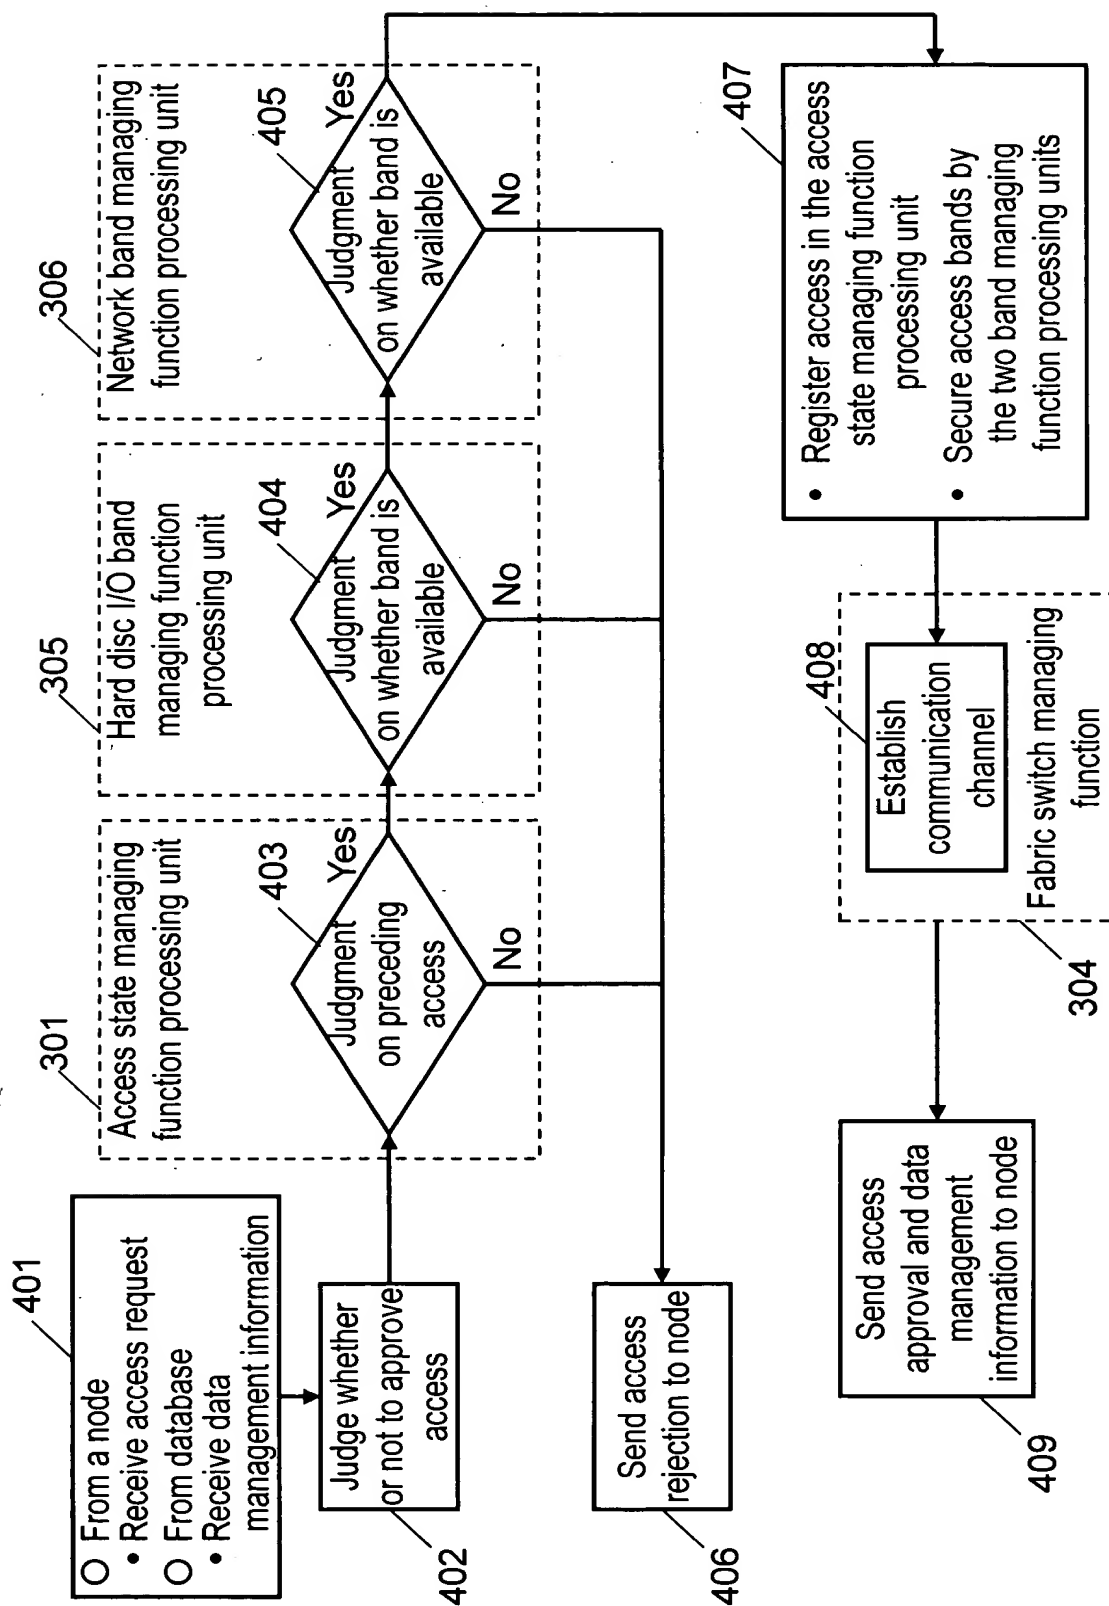 401
○ From a node
• Receive access request
○ From database
• Receive data
management information
402
Judge whether
or not to approve
access
301
Access state managing
function processing unit
403
Judgment
on preceding
access
Yes
No
305
Hard disc I/O band
managing function
processing unit
404
Judgment
on whether band is
available
Yes
No
306
Network band managing
function processing unit
405
Judgment
on whether band is
available
Yes
No
406
Send access
rejection to node
407
• Register access in the access
state managing function
processing unit
• Secure access bands by
the two band managing
function processing units
408
Establish
communication
channel
Fabric switch managing
function
304
409
Send access
approval and data
management
information to node